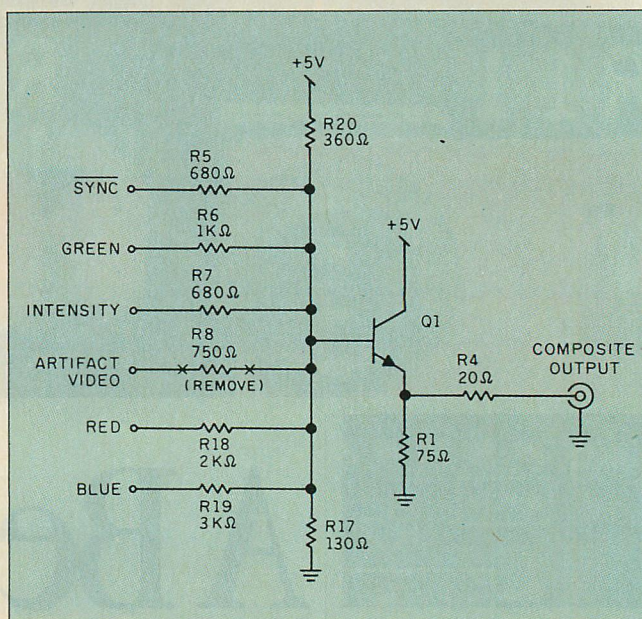 +5V
R20
360Ω
R5
680Ω
SYNC
R6
1KΩ
GREEN
+5V
R7
680Ω
INTENSITY
Q1
R8
750Ω
ARTIFACT
VIDEO
(REMOVE)
R4
20Ω
COMPOSITE
OUTPUT
RED
R18
2KΩ
R1
75Ω
BLUE
R19
3KΩ
R17
130Ω